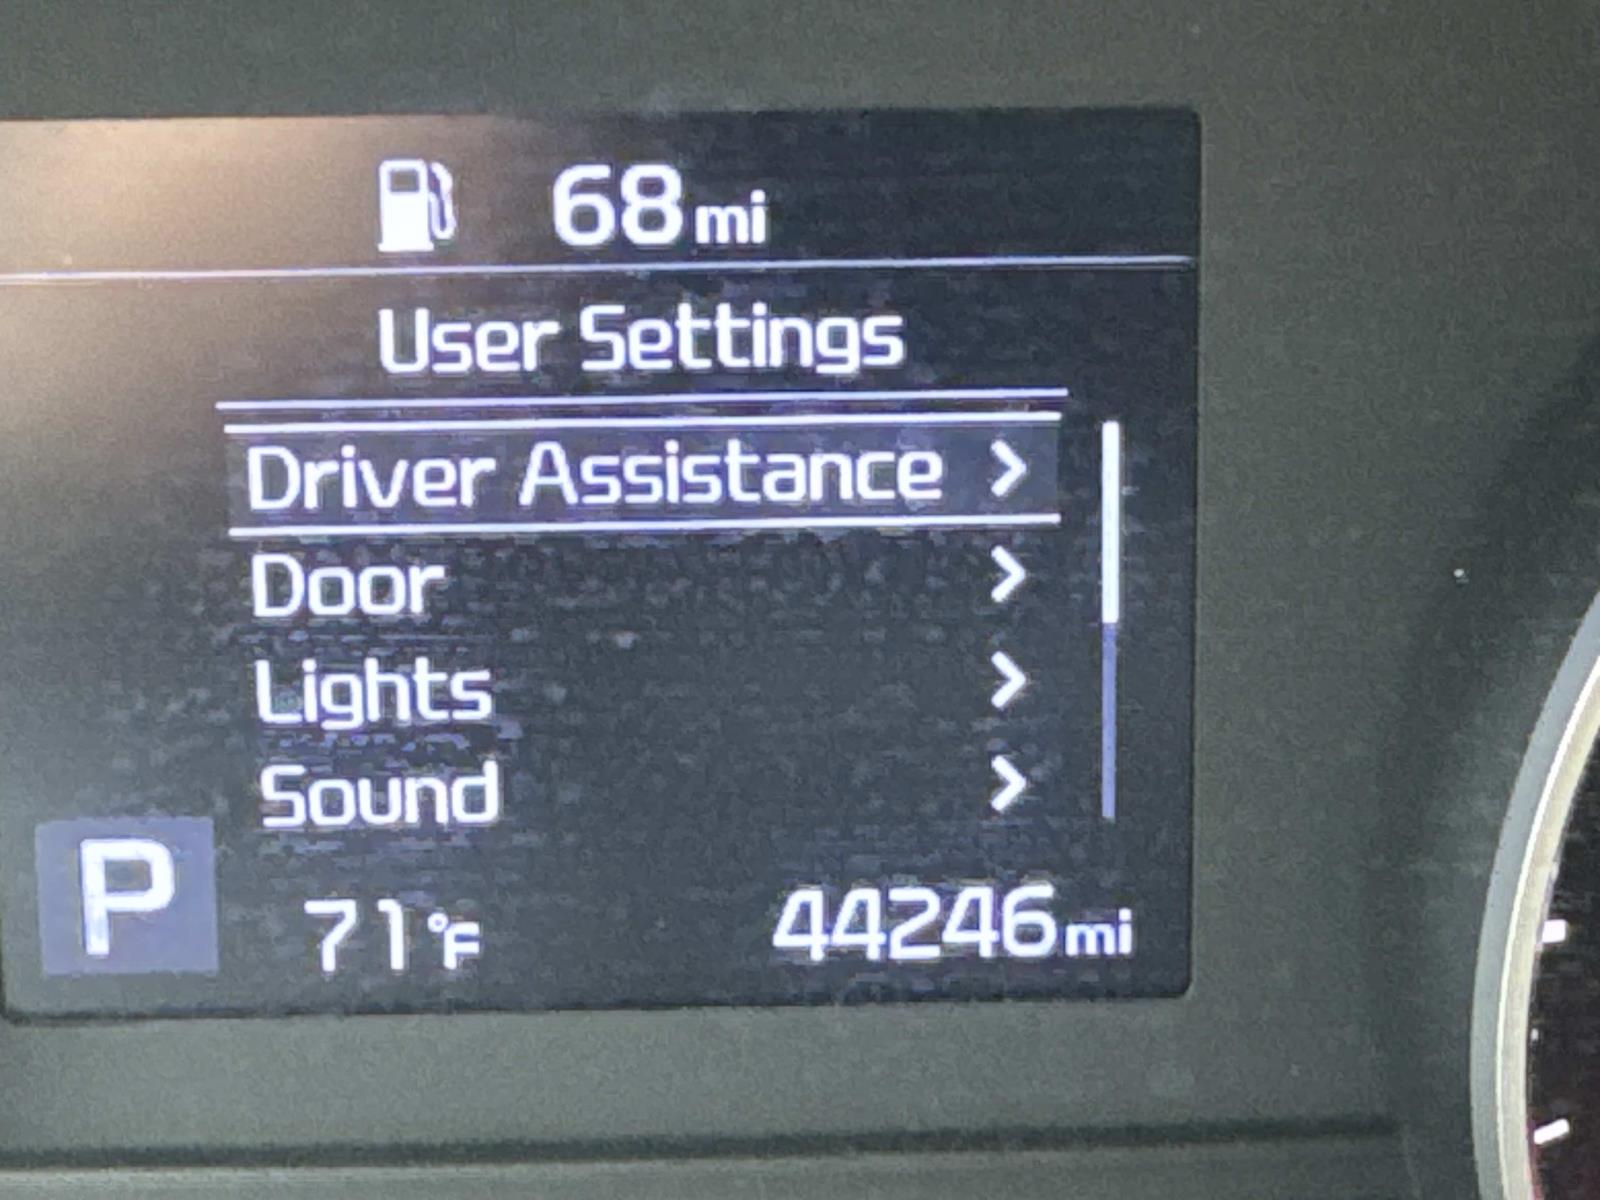 68 mi
User Settings
Driver Assistance >
Door >
Lights >
Sound >
P 71°F 44246 mi